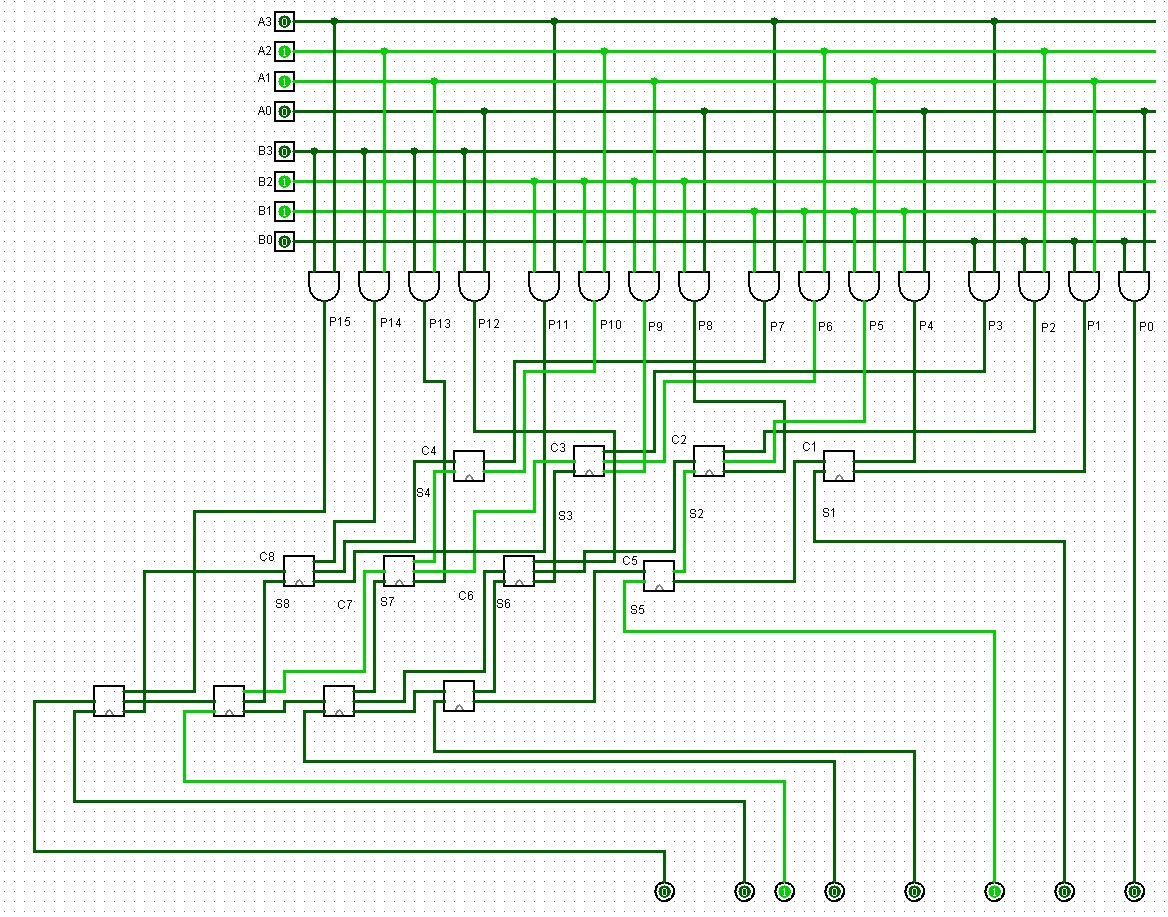 A3 0
A2 1
A1 1
A0 0
B3 0
B2 1
B1 1
B0 0
P15 P14 P13 P12 P11 P10 P9 P8 P7 P6 P5 P4 P3 P2 P1 P0
C4 C3 C2 C1
S4 S3 S2 S1
C8 C7 C6 C5
S8 S7 S6 S5
0 0 1 0 0 1 0 0